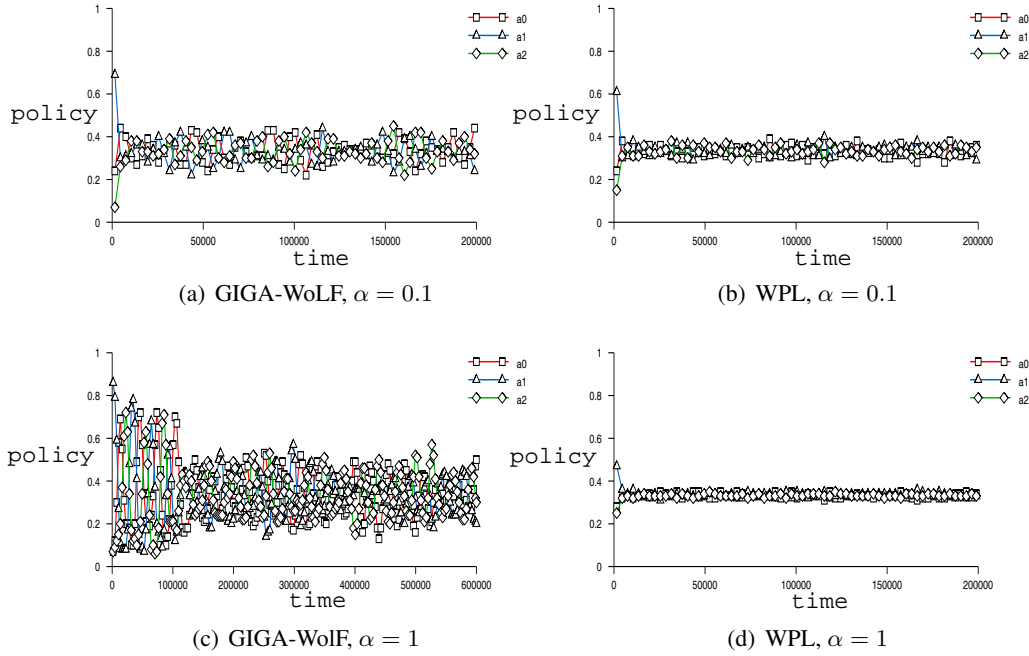 1
0.8
0.6
0.4
0.2
0
policy
0 50000 100000 150000 200000
time
a0
a1
a2
(a) GIGA-WoLF, α = 0.1
1
0.8
0.6
0.4
0.2
0
policy
0 50000 100000 150000 200000
time
a0
a1
a2
(b) WPL, α = 0.1
1
0.8
0.6
0.4
0.2
0
policy
0 100000 200000 300000 400000 500000 600000
time
a0
a1
a2
(c) GIGA-WolF, α = 1
1
0.8
0.6
0.4
0.2
0
policy
0 50000 100000 150000 200000
time
a0
a1
a2
(d) WPL, α = 1